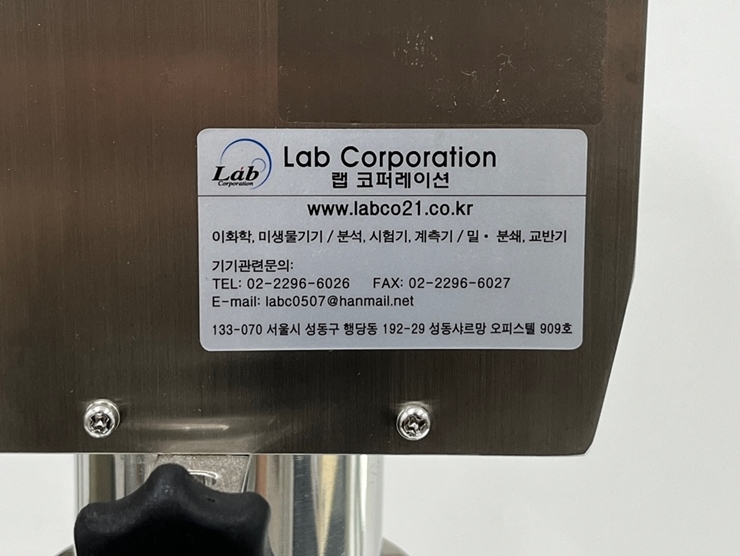 Lab
Corporation
Lab Corporation
랩 코퍼레이션
www.labco21.co.kr
이화학, 미생물기기 / 분석, 시험기, 계측기 / 밀 • 분쇄, 교반기
기기관련문의:
TEL: 02-2296-6026 FAX: 02-2296-6027
E-mail: labc0507@hanmail.net
133-070 서울시 성동구 행당동 192-29 성동샤르망 오피스텔 909호